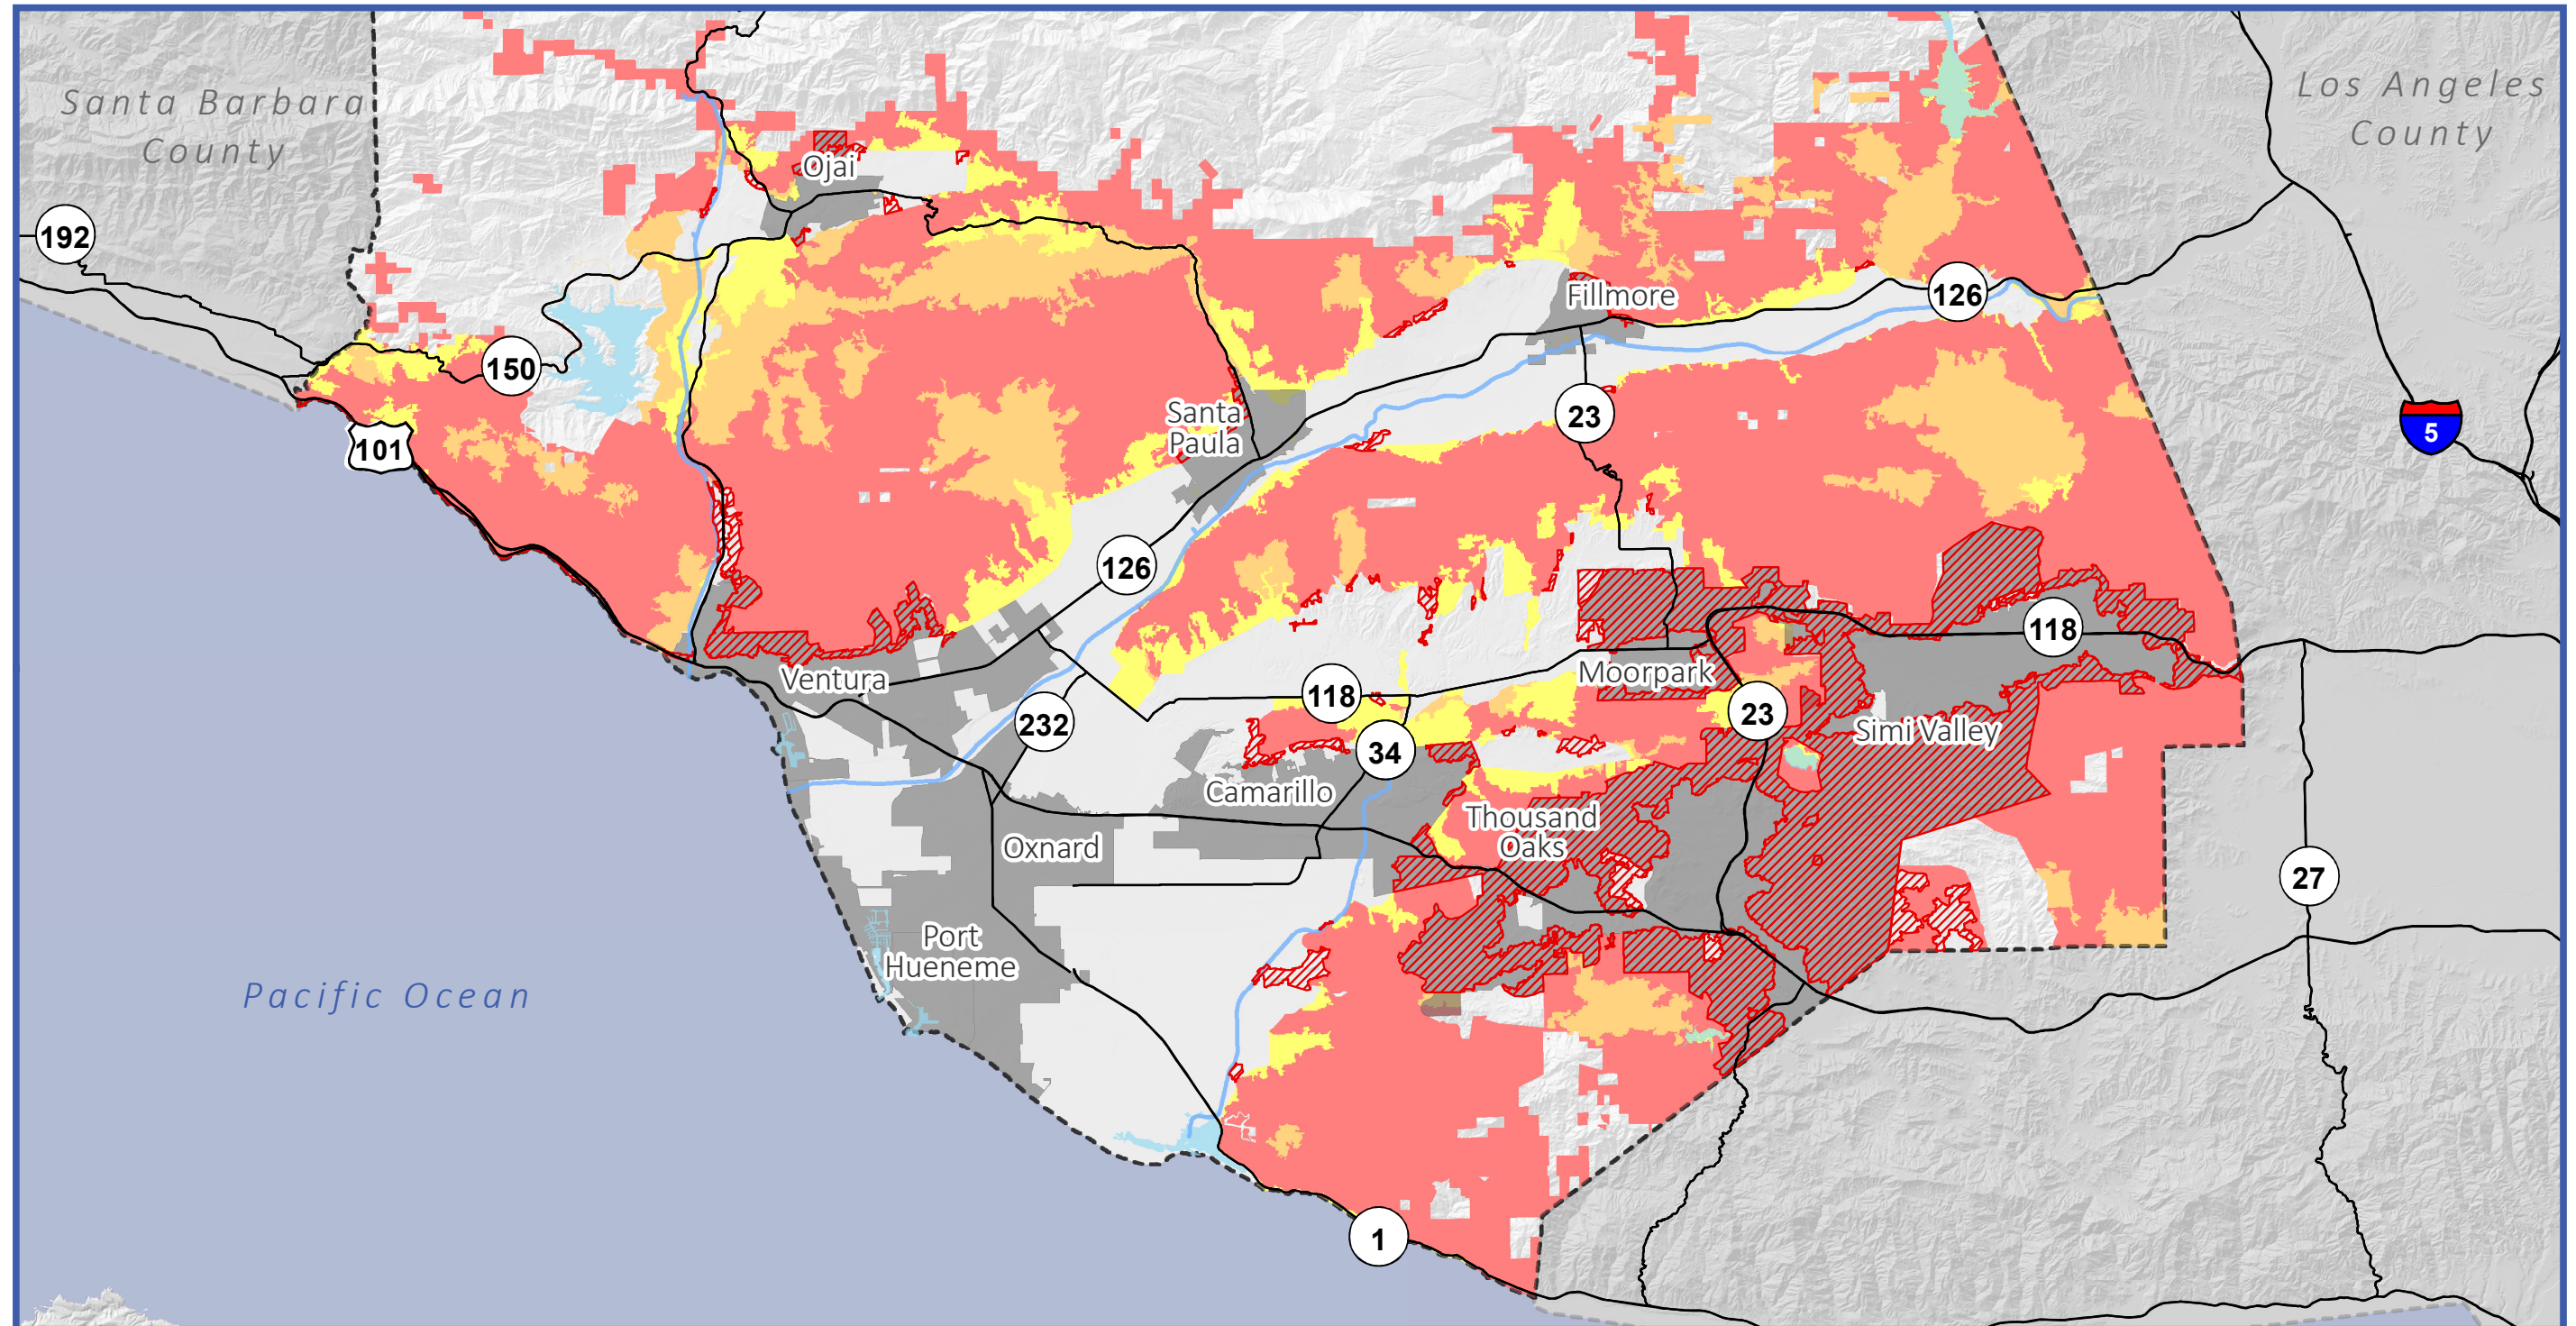 Santa Barbara
County
Los Angeles
County
Ojai
192
Fillmore
126
150
Santa
Paula
23
101
5
126
118
Moorpark
Ventura
118
23
232
34
Simi Valley
Camarillo
Thousand
Oaks
Oxnard
27
Port
Hueneme
Pacific Ocean
1